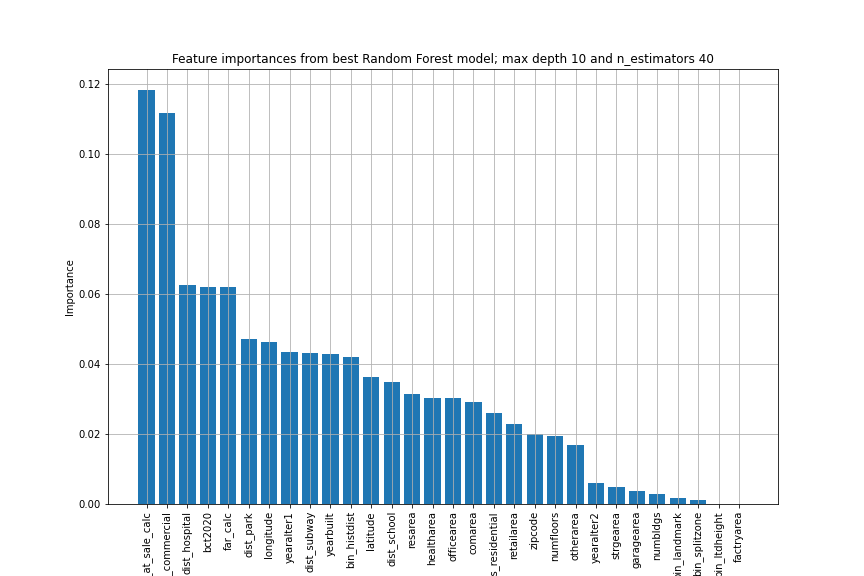 Feature importances from best Random Forest model; max depth 10 and n_estimators 40
Importance
0.12
0.10
0.08
0.06
0.04
0.02
0.00
_at_sale_calc
_commercial
dist_hospital
bct2020
far_calc
dist_park
longitude
yearalter1
dist_subway
yearbuilt
bin_histdist
latitude
dist_school
resarea
healtharea
officearea
comarea
s_residential
retailarea
zipcode
numfloors
otherarea
yearalter2
strgearea
garagearea
numbldgs
bin_landmark
bin_splitzone
bin_ltdheight
factryarea